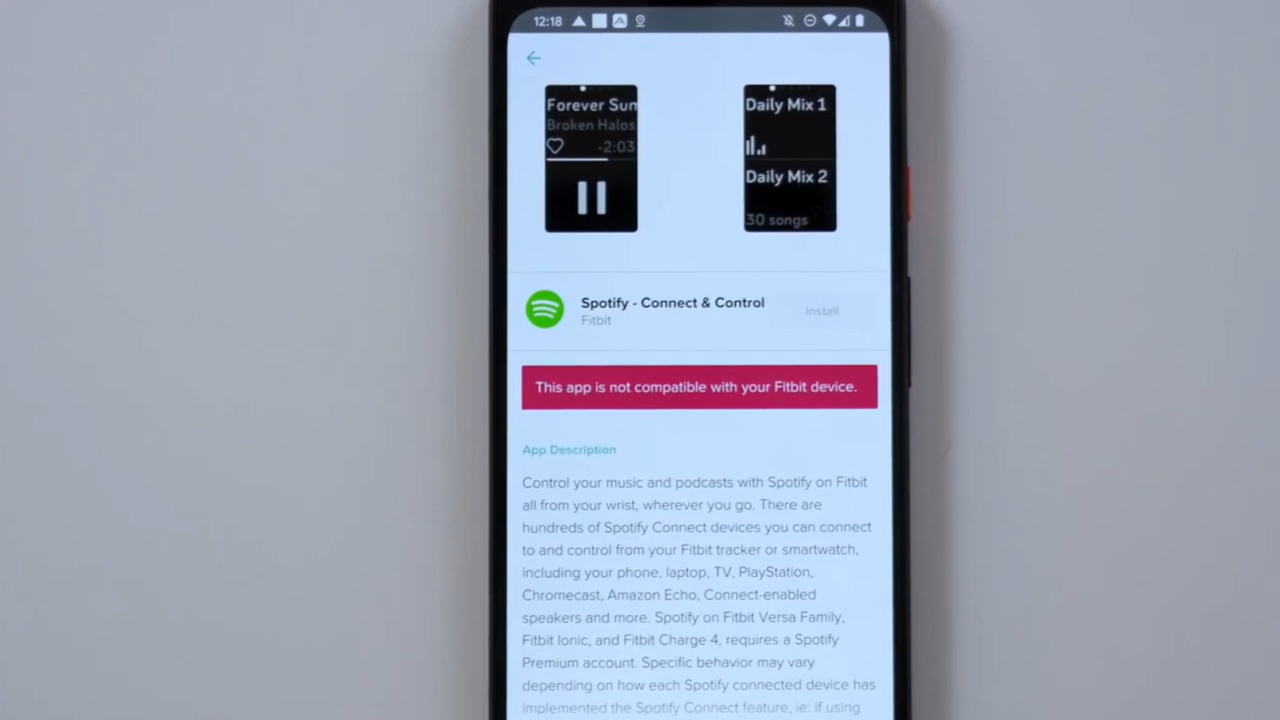 12:18
Forever Sun
Broken Halos
-2:03
Daily Mix 1
Daily Mix 2
30 songs
Spotify - Connect & Control
Fitbit
Install
This app is not compatible with your Fitbit device.
App Description
Control your music and podcasts with Spotify on Fitbit
all from your wrist, wherever you go. There are
hundreds of Spotify Connect devices you can connect
to and control from your Fitbit tracker or smartwatch,
including your phone, laptop, TV, PlayStation,
Chromecast, Amazon Echo, Connect-enabled
speakers and more. Spotify on Fitbit Versa Family,
Fitbit Ionic, and Fitbit Charge 4, requires a Spotify
Premium account. Specific behavior may vary
depending on how each Spotify connected device has
implemented the Spotify Connect feature, ie: if using